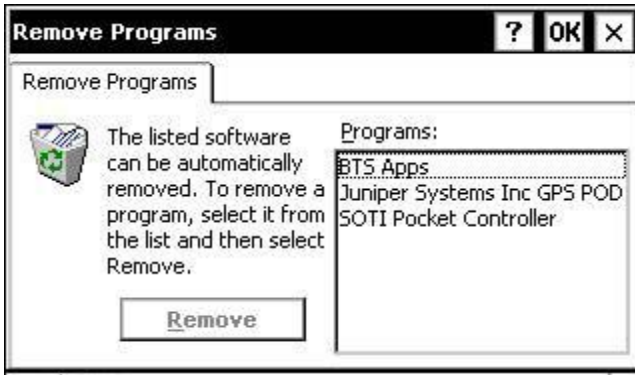 Remove Programs
? OK ×
Remove Programs
The listed software
can be automatically
removed. To remove a
program, select it from
the list and then select
Remove.
Remove
Programs:
BTS Apps
Juniper Systems Inc GPS POD
SOTI Pocket Controller